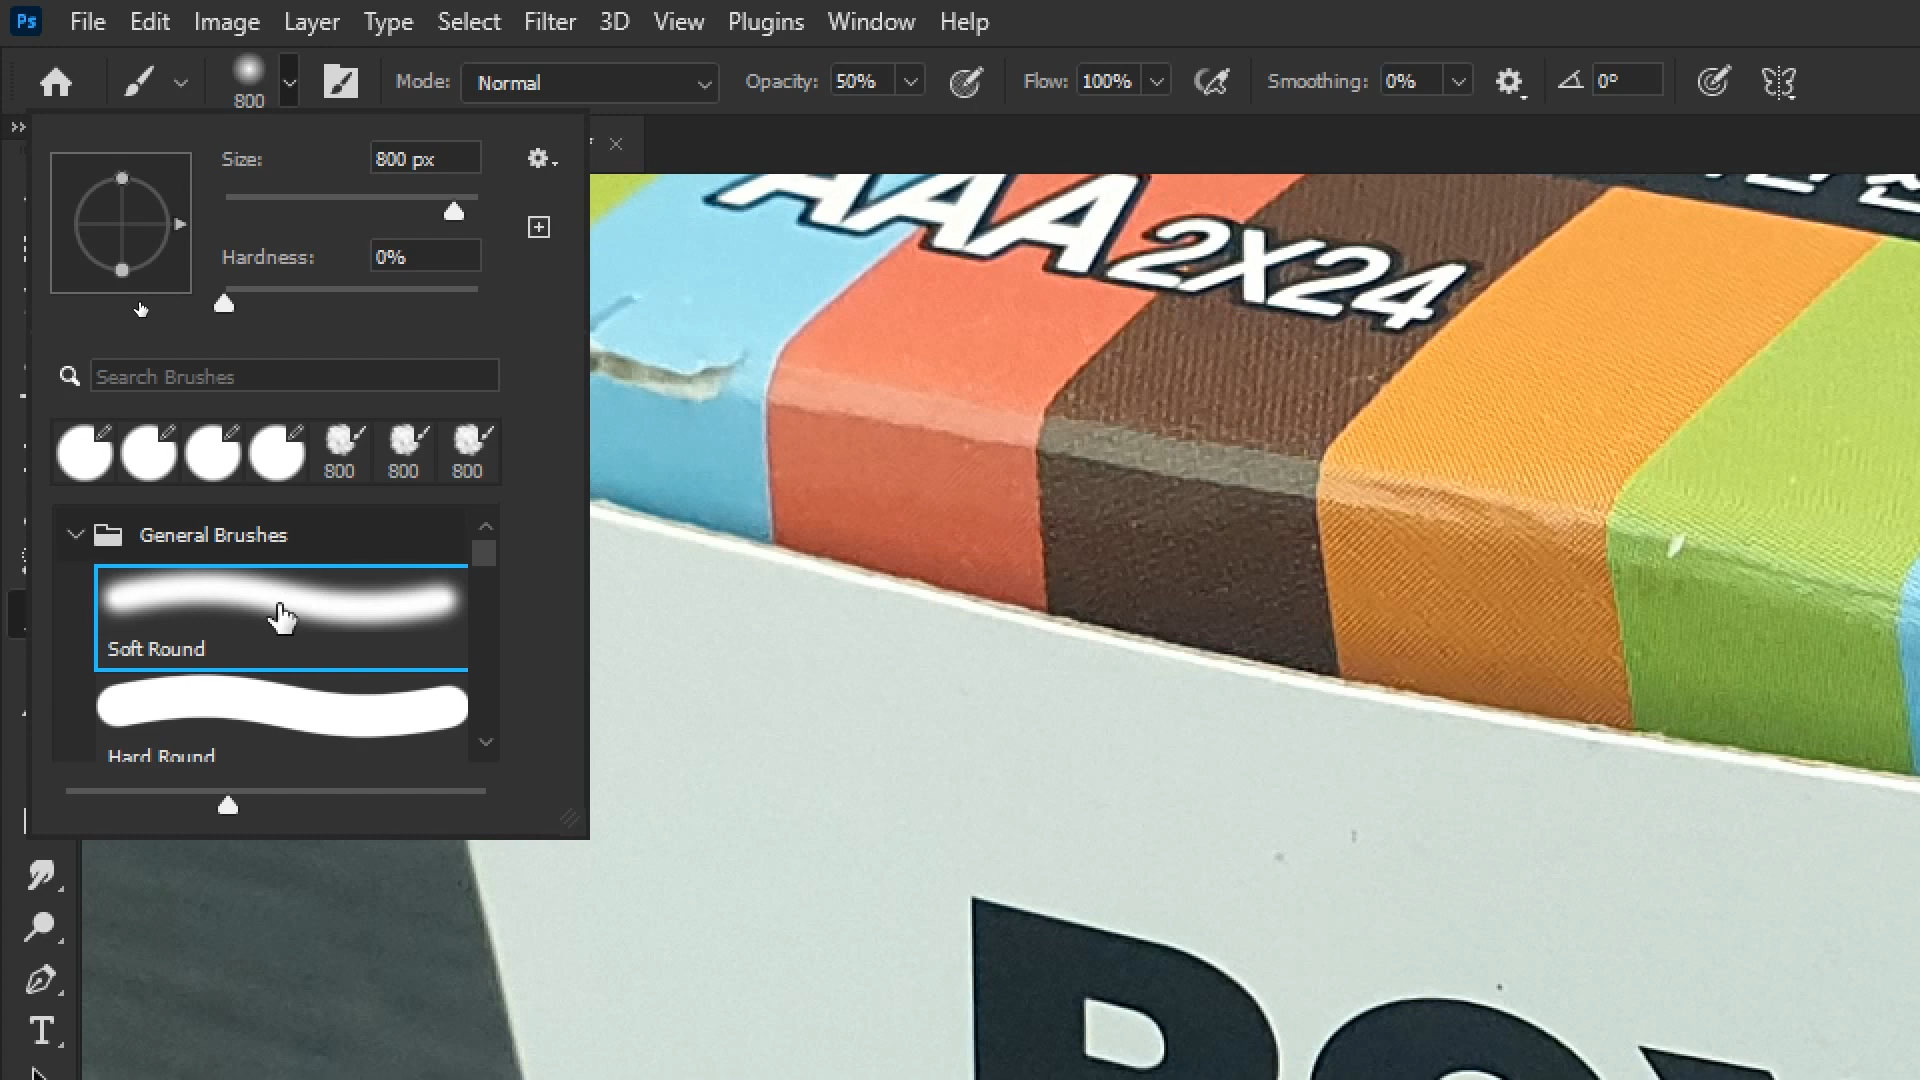 Ps File Edit Image Layer Type Select Filter 3D View Plugins Window Help
800 Mode: Normal Opacity: 50% Flow: 100% Smoothing: 0% 0°
Size: 800 px
Hardness: 0%
Search Brushes
800 800 800
General Brushes
Soft Round
Hard Round
T
AAA2X24